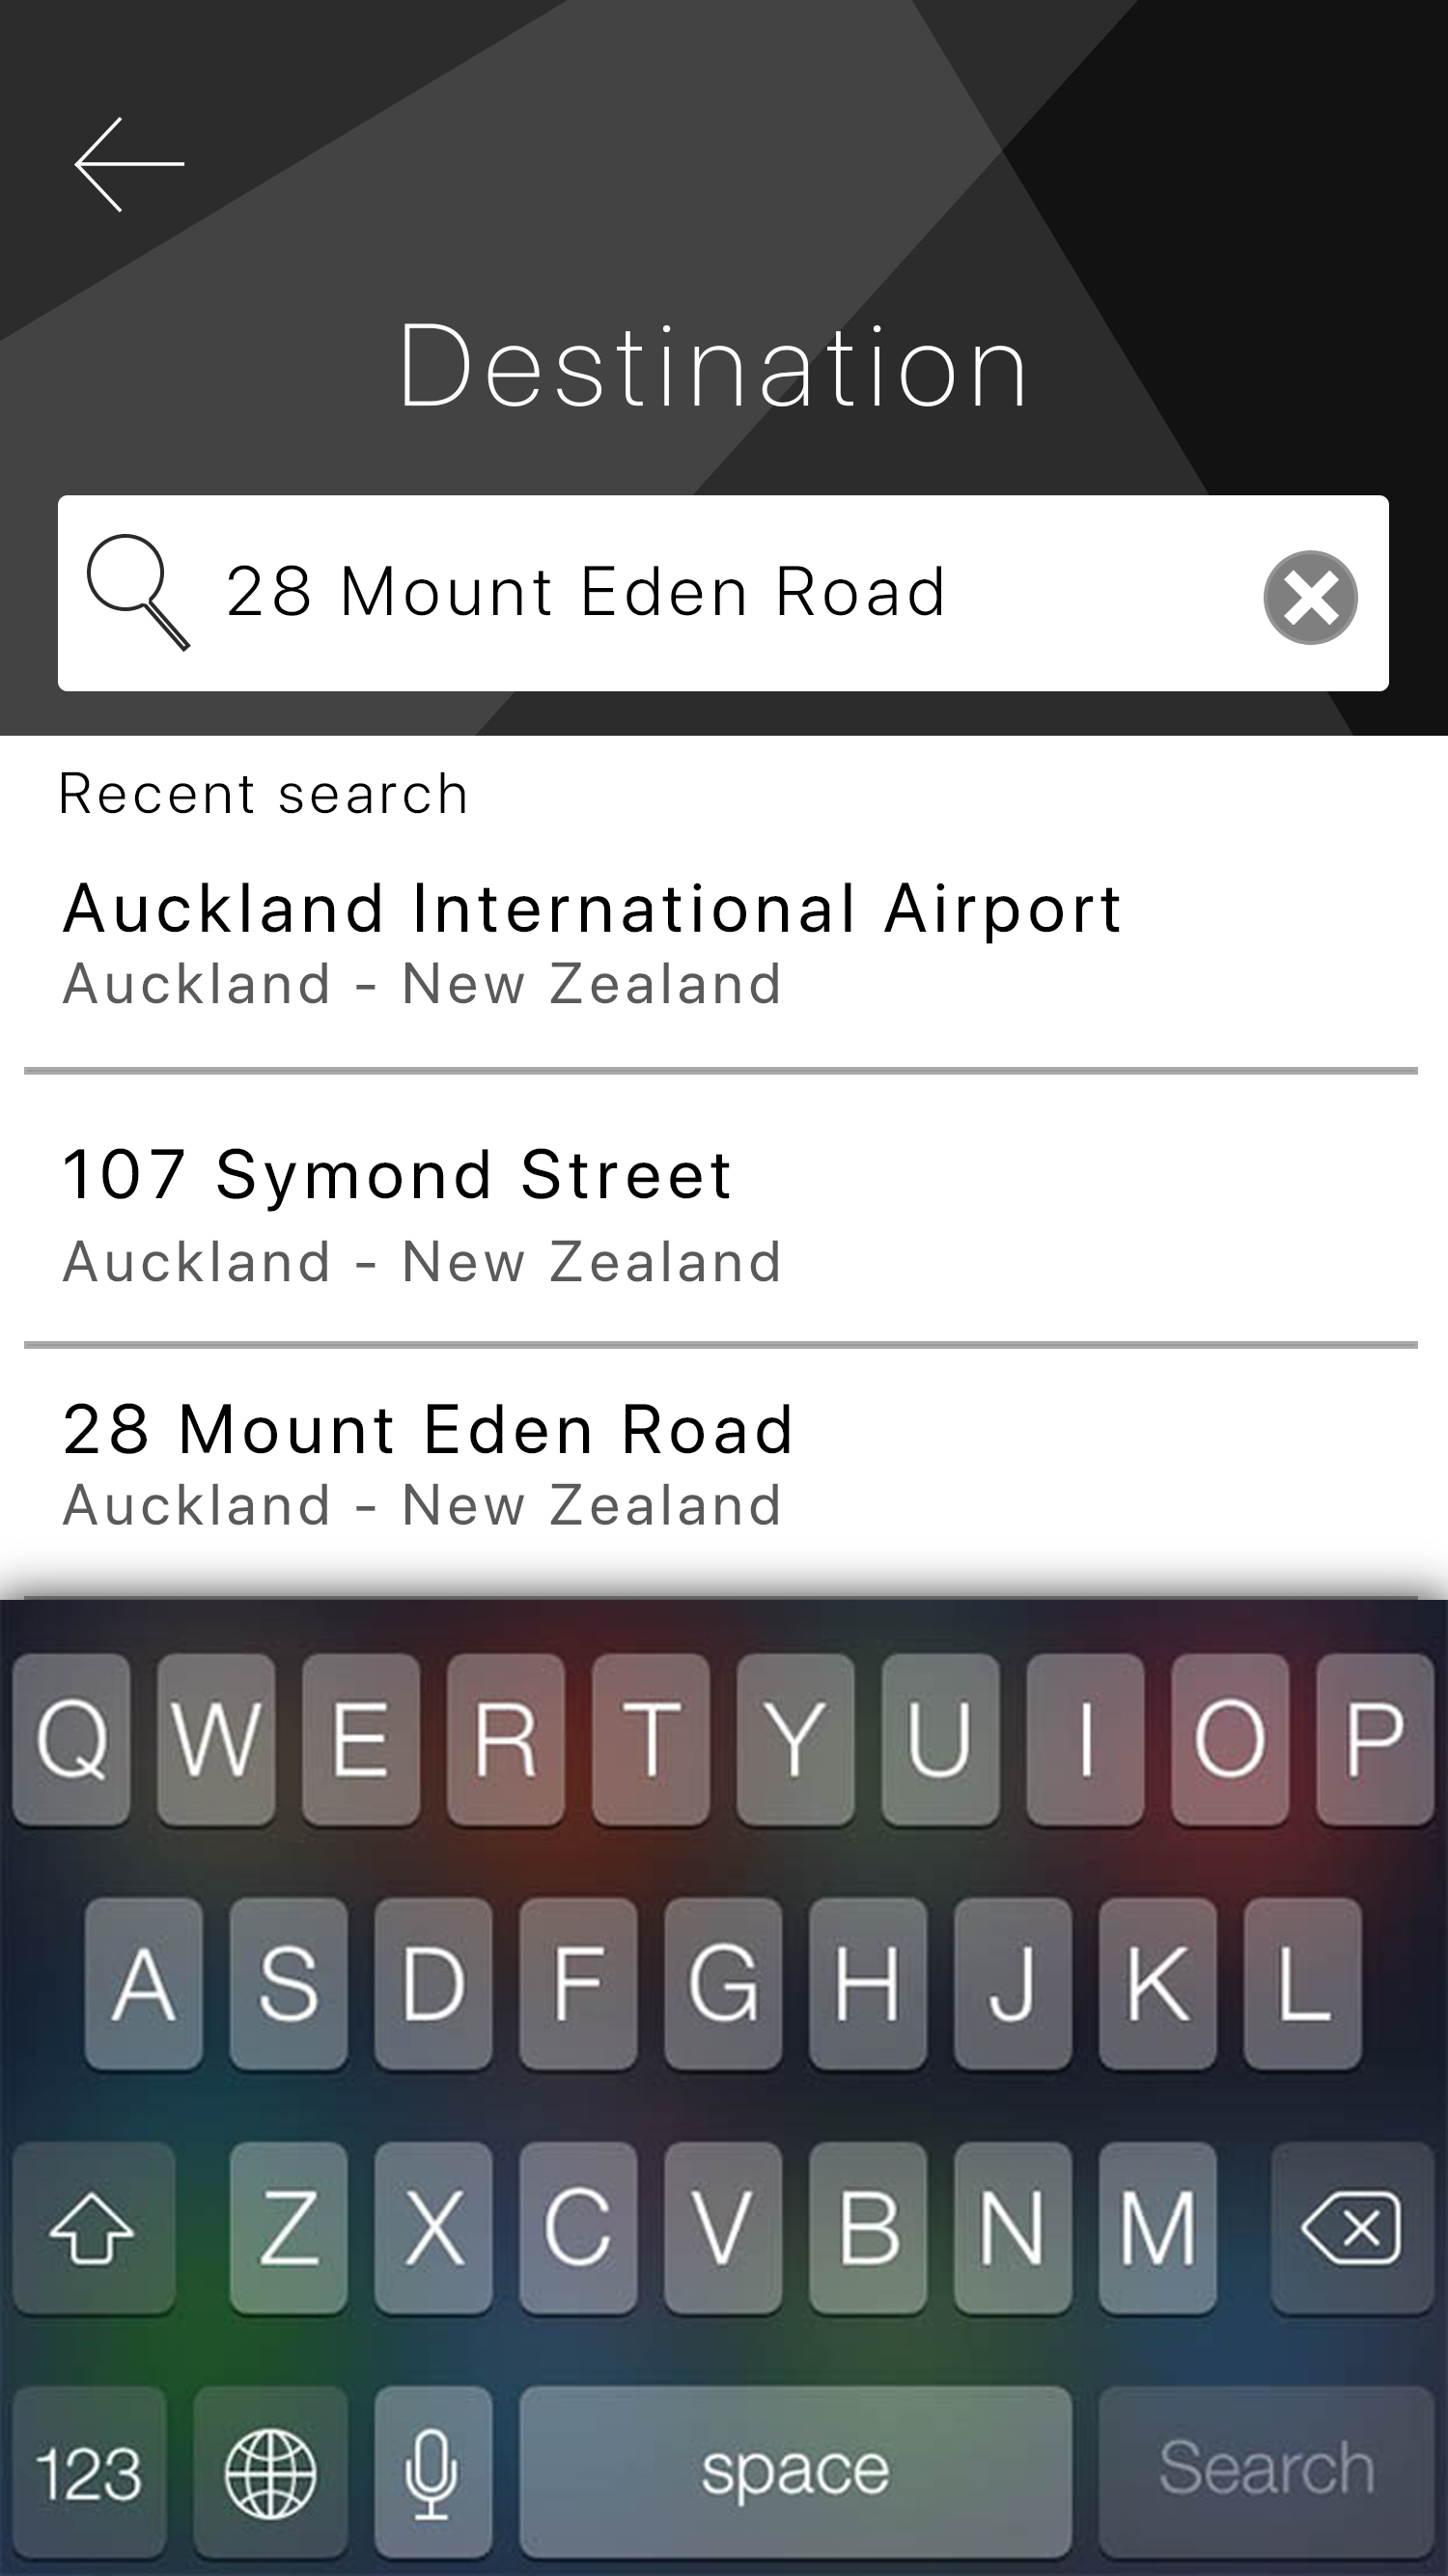 Destination
28 Mount Eden Road
Recent search
Auckland International Airport
Auckland - New Zealand
107 Symond Street
Auckland - New Zealand
28 Mount Eden Road
Auckland - New Zealand
Q W E R T Y U I O P
A S D F G H J K L
Z X C V B N M
123 space Search